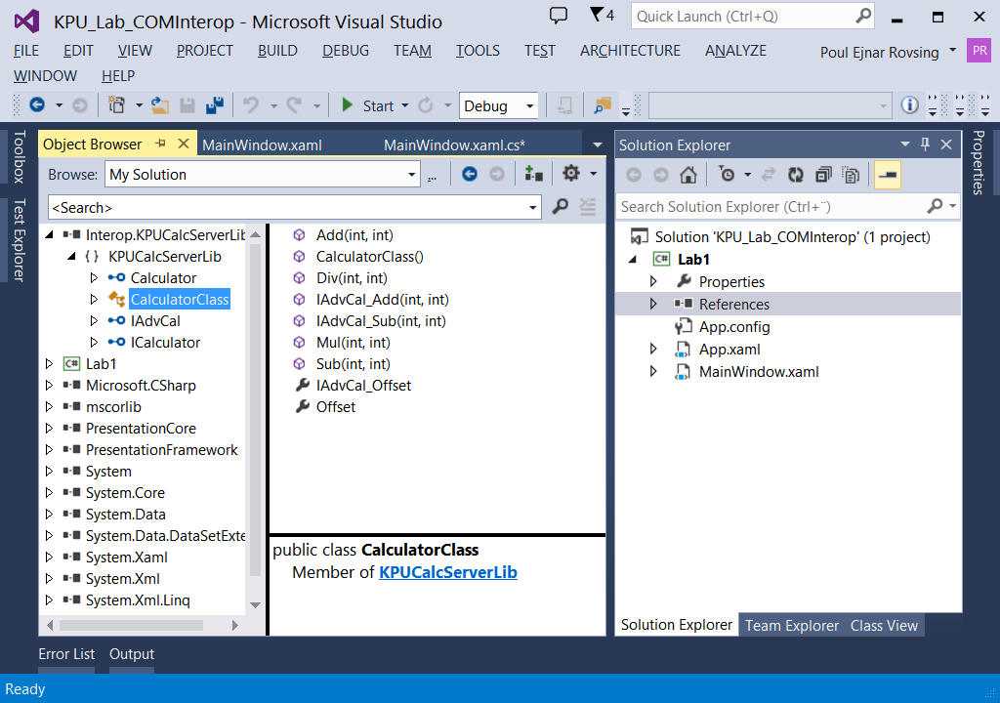 KPU_Lab_COMInterop - Microsoft Visual Studio
4
Quick Launch (Ctrl+Q)
FILE EDIT VIEW PROJECT BUILD DEBUG TEAM TOOLS TEST ARCHITECTURE ANALYZE
Poul Ejnar Rovsing
PR
WINDOW HELP
Start
Debug
Toolbox
Test Explorer
Object Browser
MainWindow.xaml
MainWindow.xaml.cs*
Browse:
My Solution
...
<Search>
Interop.KPUCalcServerLib
{ } KPUCalcServerLib
Calculator
CalculatorClass
IAdvCal
ICalculator
C# Lab1
Microsoft.CSharp
mscorlib
PresentationCore
PresentationFramework
System
System.Core
System.Data
System.Data.DataSetExte
System.Xaml
System.Xml
System.Xml.Linq
Add(int, int)
CalculatorClass()
Div(int, int)
IAdvCal_Add(int, int)
IAdvCal_Sub(int, int)
Mul(int, int)
Sub(int, int)
IAdvCal_Offset
Offset
public class CalculatorClass
Member of KPUCalcServerLib
Solution Explorer
Search Solution Explorer (Ctrl+¨)
Solution 'KPU_Lab_COMInterop' (1 project)
C# Lab1
Properties
References
App.config
App.xaml
MainWindow.xaml
Solution Explorer
Team Explorer
Class View
Properties
Error List
Output
Ready